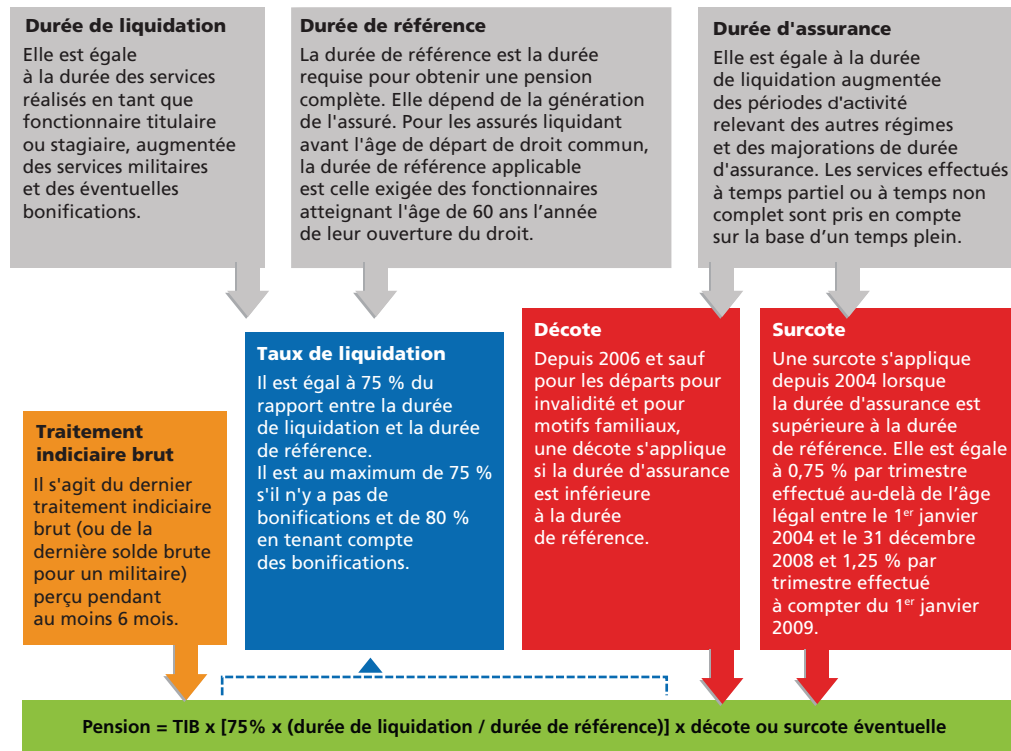 Durée de liquidation
Elle est égale
à la durée des services
réalisés en tant que
fonctionnaire titulaire
ou stagiaire, augmentée
des services militaires
et des éventuelles
bonifications.
Durée de référence
La durée de référence est la durée
requise pour obtenir une pension
complète. Elle dépend de la génération
de l'assuré. Pour les assurés liquidant
avant l'âge de départ de droit commun,
la durée de référence applicable
est celle exigée des fonctionnaires
atteignant l'âge de 60 ans l’année
de leur ouverture du droit.
Durée d'assurance
Elle est égale à la durée
de liquidation augmentée
des périodes d'activité
relevant des autres régimes
et des majorations de durée
d'assurance. Les services effectués
à temps partiel ou à temps non
complet sont pris en compte
sur la base d’un temps plein.
Traitement
indiciaire brut
Il s'agit du dernier
traitement indiciaire
brut (ou de la
dernière solde brute
pour un militaire)
perçu pendant
au moins 6 mois.
Taux de liquidation
Il est égal à 75 % du
rapport entre la durée
de liquidation et la durée
de référence.
Il est au maximum de 75 %
s'il n'y a pas de
bonifications et de 80 %
en tenant compte
des bonifications.
Décote
Depuis 2006 et sauf
pour les départs pour
invalidité et pour
motifs familiaux,
une décote s'applique
si la durée d'assurance
est inférieure
à la durée
de référence.
Surcote
Une surcote s'applique
depuis 2004 lorsque
la durée d'assurance est
supérieure à la durée
de référence. Elle est égale
à 0,75 % par trimestre
effectué au-delà de l’âge
légal entre le 1er janvier
2004 et le 31 décembre
2008 et 1,25 % par
trimestre effectué
à compter du 1er janvier
2009.
Pension = TIB x [75% x (durée de liquidation / durée de référence)] x décote ou surcote éventuelle